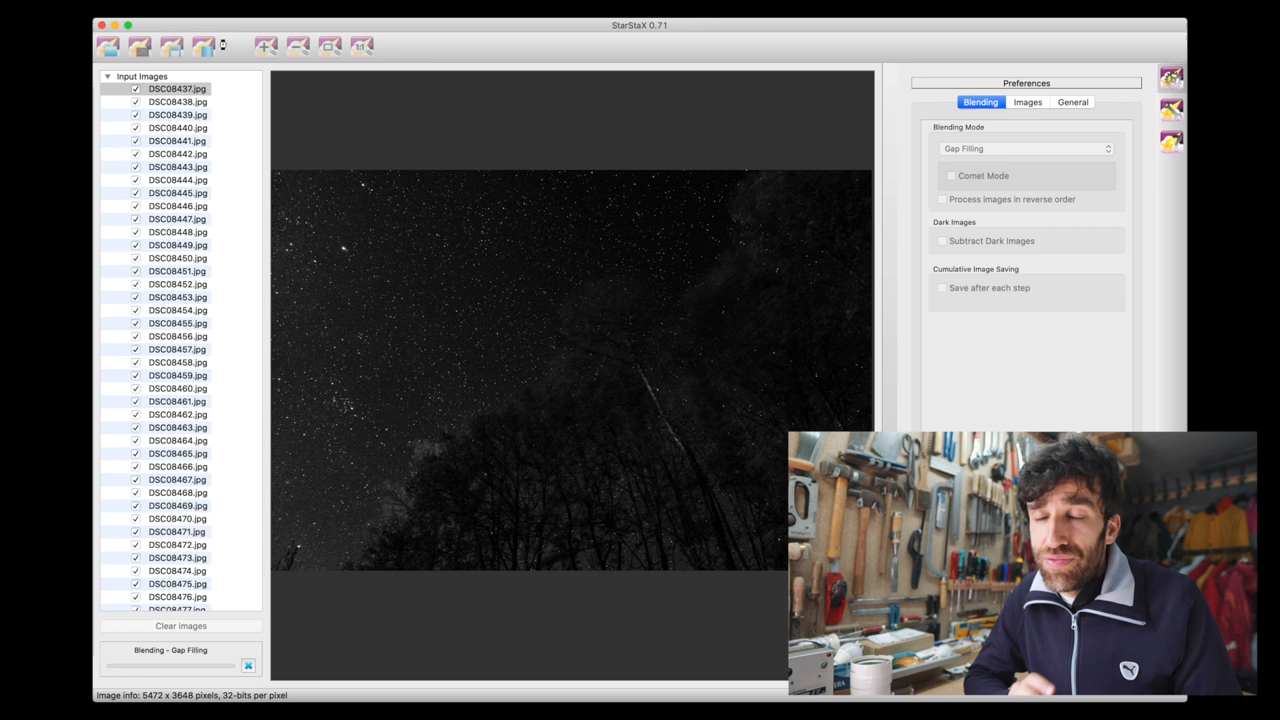 StarStaX 0.71
Input Images
DSC08437.jpg
DSC08438.jpg
DSC08439.jpg
DSC08440.jpg
DSC08441.jpg
DSC08442.jpg
DSC08443.jpg
DSC08444.jpg
DSC08445.jpg
DSC08446.jpg
DSC08447.jpg
DSC08448.jpg
DSC08449.jpg
DSC08450.jpg
DSC08451.jpg
DSC08452.jpg
DSC08453.jpg
DSC08454.jpg
DSC08455.jpg
DSC08456.jpg
DSC08457.jpg
DSC08458.jpg
DSC08459.jpg
DSC08460.jpg
DSC08461.jpg
DSC08462.jpg
DSC08463.jpg
DSC08464.jpg
DSC08465.jpg
DSC08466.jpg
DSC08467.jpg
DSC08468.jpg
DSC08469.jpg
DSC08470.jpg
DSC08471.jpg
DSC08472.jpg
DSC08473.jpg
DSC08474.jpg
DSC08475.jpg
DSC08476.jpg
DSC08477.jpg
Clear images
Blending - Gap Filling
Image info: 5472 x 3648 pixels, 32-bits per pixel
Preferences
Blending Images General
Blending Mode
Gap Filling
Comet Mode
Process images in reverse order
Dark Images
Subtract Dark Images
Cumulative Image Saving
Save after each step